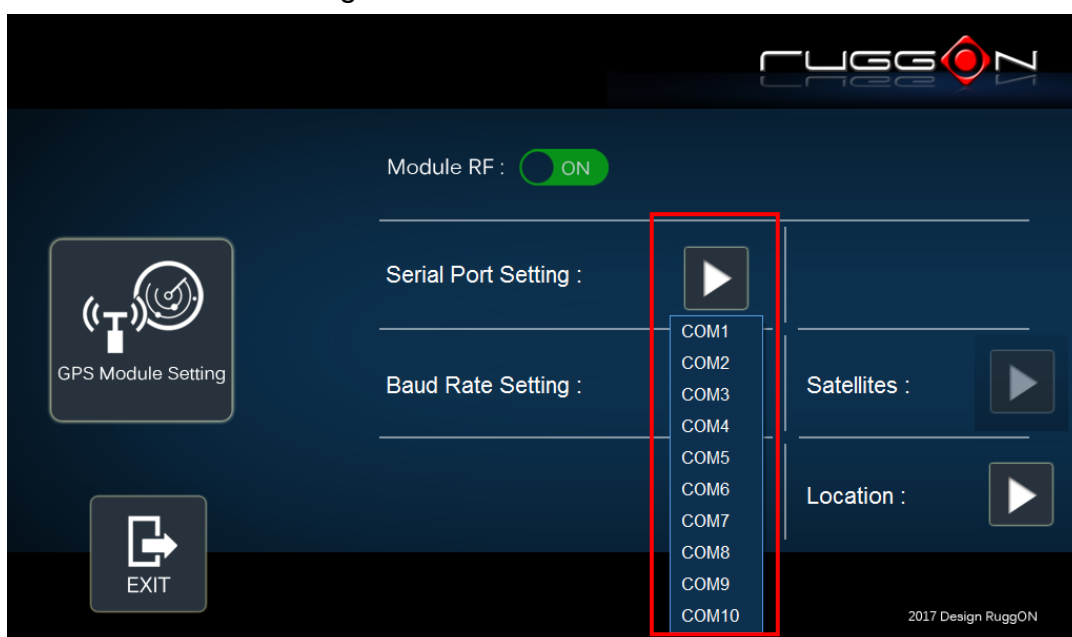 ruggON
Module RF : ON
Serial Port Setting :
COM1
COM2
COM3
COM4
COM5
COM6
COM7
COM8
COM9
COM10
GPS Module Setting
Baud Rate Setting :
Satellites :
Location :
EXIT
2017 Design RuggON